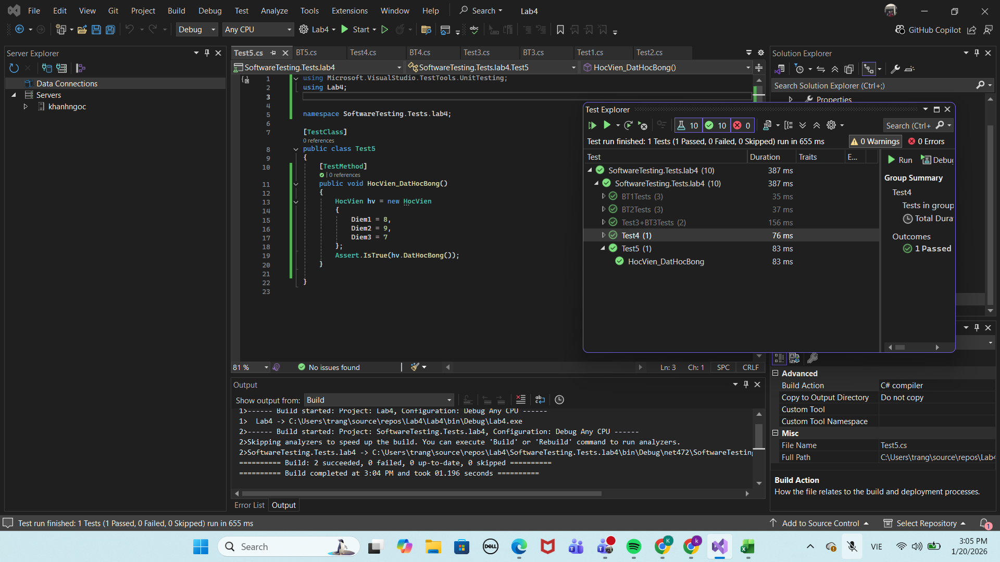 File Edit View Git Project Build Debug Test Analyze Tools Extensions Window Help Search Lab4
Debug Any CPU Lab4 Start GitHub Copilot
Server Explorer
Data Connections
Servers
khanhngoc
Test5.cs BT5.cs Test4.cs BT4.cs Test3.cs BT3.cs Test1.cs Test2.cs
SoftwareTesting.Tests.lab4 SoftwareTesting.Tests.lab4.Test5 HocVien_DatHocBong()
1 using Microsoft.VisualStudio.TestTools.UnitTesting;
2 using Lab4;
3
4
5 namespace SoftwareTesting.Tests.lab4;
6
7 [TestClass]
0 references
8 public class Test5
9 {
10 [TestMethod]
0 references
11 public void HocVien_DatHocBong()
12 {
13 HocVien hv = new HocVien
14 {
15 Diem1 = 8,
16 Diem2 = 9,
17 Diem3 = 7
18 };
19 Assert.IsTrue(hv.DatHocBong());
20 }
21
22 }
23
81 % No issues found Ln: 3 Ch: 1 SPC CRLF
Test Explorer
10 10 0 Search (Ctrl+
Test run finished: 1 Tests (1 Passed, 0 Failed, 0 Skipped) run in 655 ms 0 Warnings 0 Errors
Test Duration Traits E...
SoftwareTesting.Tests.lab4 (10) 387 ms
SoftwareTesting.Tests.lab4 (10) 387 ms
BT1Tests (3) 35 ms
BT2Tests (3) 37 ms
Test3+BT3Tests (2) 156 ms
Test4 (1) 76 ms
Test5 (1) 83 ms
HocVien_DatHocBong 83 ms
Run Debug
Group Summary
Test4
Tests in group
Total Dura
Outcomes
1 Passed
Solution Explorer
Search Solution Explorer (Ctrl+;)
Properties
Output
Show output from: Build
1>------ Build started: Project: Lab4, Configuration: Debug Any CPU ------
1> Lab4 -> C:\Users\trang\source\repos\Lab4\Lab4\bin\Debug\Lab4.exe
2>------ Build started: Project: SoftwareTesting.Tests.lab4, Configuration: Debug Any CPU ------
2>Skipping analyzers to speed up the build. You can execute 'Build' or 'Rebuild' command to run analyzers.
2>SoftwareTesting.Tests.lab4 -> C:\Users\trang\source\repos\Lab4\SoftwareTesting.Tests.lab4\bin\Debug\net472\SoftwareTesting
========== Build: 2 succeeded, 0 failed, 0 up-to-date, 0 skipped ==========
========== Build completed at 3:04 PM and took 01.196 seconds ==========
Error List Output
Advanced
Build Action C# compiler
Copy to Output Directory Do not copy
Custom Tool
Custom Tool Namespace
Misc
File Name Test5.cs
Full Path C:\Users\trang\source\repos\Lab4
Build Action
How the file relates to the build and deployment processes.
Test run finished: 1 Tests (1 Passed, 0 Failed, 0 Skipped) run in 655 ms Add to Source Control Select Repository 1
Search DELL VIE 3:05 PM
1/20/2026